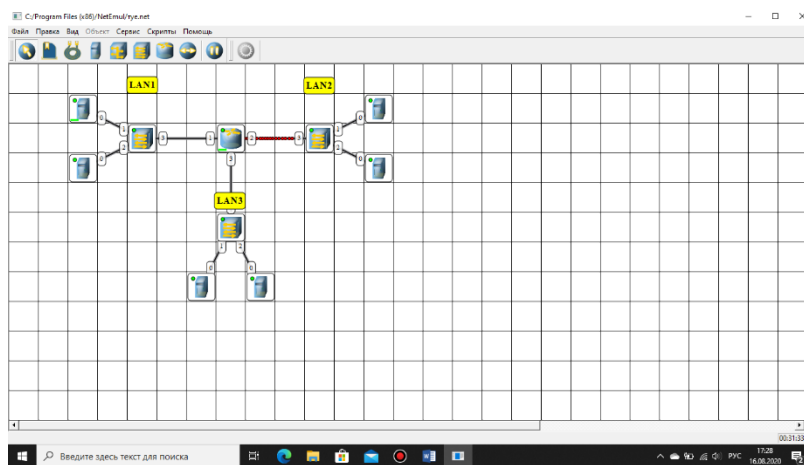 C:/Program Files (x86)/NetEmul/rye.net
Файл Правка Вид Объект Сервис Скрипты Помощь
LAN1 LAN2
0 0
1 1
3 1 2 3
2 2
0 0
3
LAN3
1 2
0 0
00:31:33
Введите здесь текст для поиска
РУС
17:28
16.08.2020
2